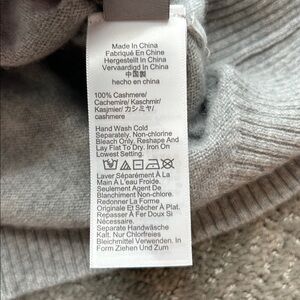 Made In China
Fabriqué En Chine
Hergestellt In China
Vervaardigd In China
中国製
hecho en china
100% Cashmere/
Cachemire/ Kaschmir/
Kasjmier/ カシミヤ/
cashmere
Hand Wash Cold
Separately. Non-chlorine
Bleach Only. Reshape And
Lay Flat To Dry. Iron On
Lowest Setting.
Laver Séparément À La
Main À L'eau Froide.
Seulement Agent De
Blanchiment Non-chlore.
Redonner La Forme
Originale Et Sécher À Plat.
Repasser À Fer Doux Si
Nécessaire.
Separate Handwäsche
Kalt. Nur Chlorfreies
Bleichmittel Verwenden. In
Form Ziehen Und Zum